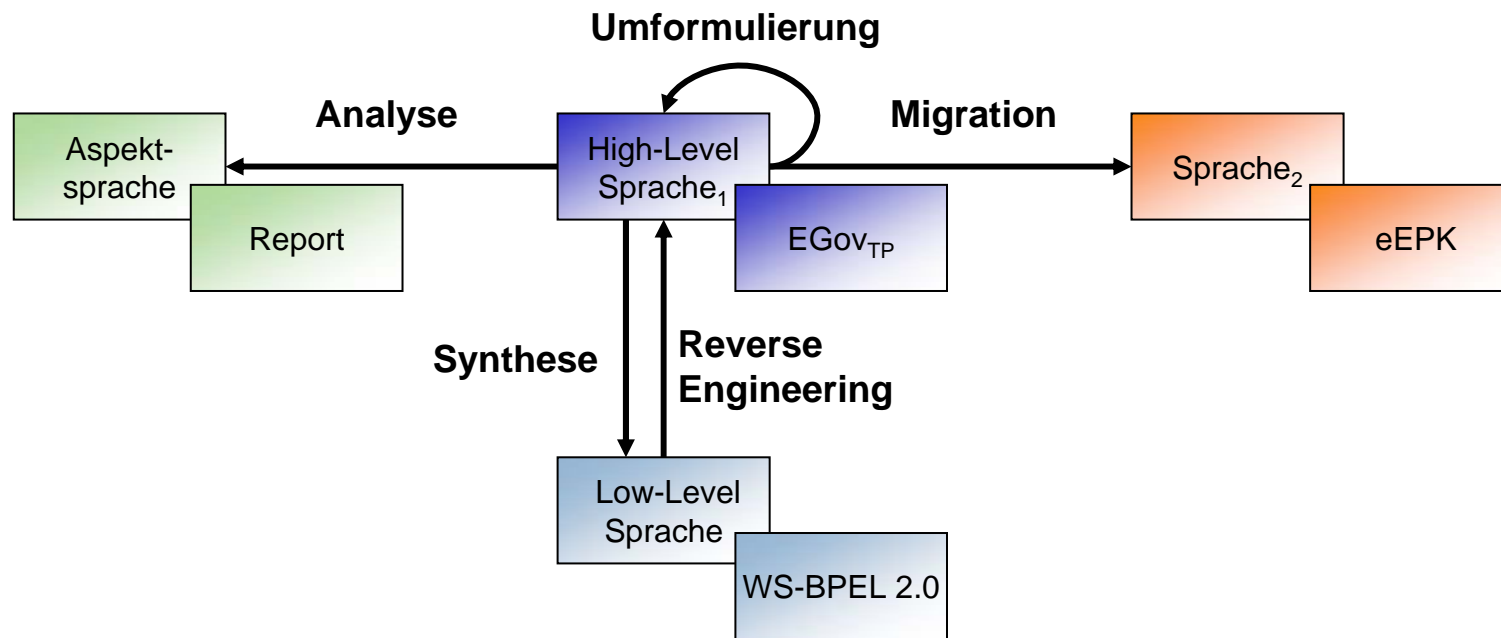 Umformulierung
Analyse
Migration
Aspekt-
sprache
Report
High-Level
Sprache₁
EGov_TP
Sprache₂
eEPK
Synthese
Reverse
Engineering
Low-Level
Sprache
WS-BPEL 2.0